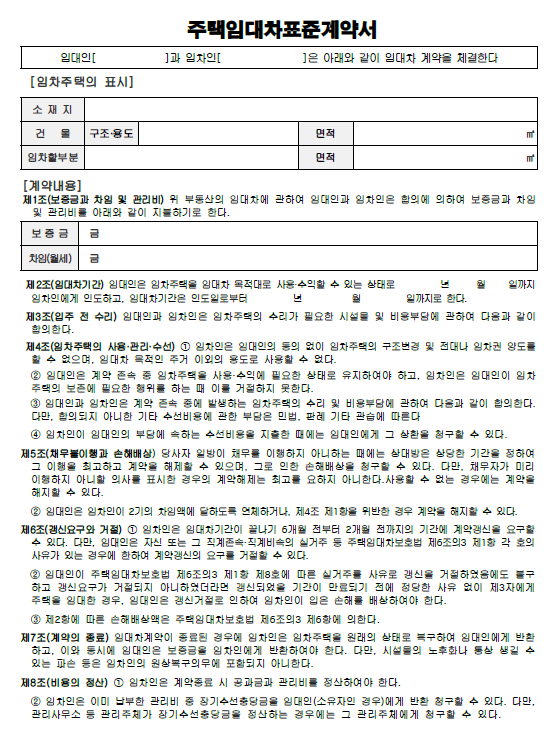 주택임대차표준계약서
임대인[ ]과 임차인[ ]은 아래와 같이 임대차 계약을 체결한다
[임차주택의 표시]
소 재 지
건 물 구조·용도 면적 ㎡
임차할부분 면적 ㎡
[계약내용]
제1조(보증금과 차임 및 관리비) 위 부동산의 임대차에 관하여 임대인과 임차인은 합의에 의하여 보증금과 차임
및 관리비를 아래와 같이 지불하기로 한다.
보 증 금 금
차임(월세) 금
제2조(임대차기간) 임대인은 임차주택을 임대차 목적대로 사용·수익할 수 있는 상태로 년 월 일까지
임차인에게 인도하고, 임대차기간은 인도일로부터 년 월 일까지로 한다.
제3조(입주 전 수리) 임대인과 임차인은 임차주택의 수리가 필요한 시설물 및 비용부담에 관하여 다음과 같이
합의한다.
제4조(임차주택의 사용·관리·수선) ① 임차인은 임대인의 동의 없이 임차주택의 구조변경 및 전대나 임차권 양도를
할 수 없으며, 임대차 목적인 주거 이외의 용도로 사용할 수 없다.
② 임대인은 계약 존속 중 임차주택을 사용·수익에 필요한 상태로 유지하여야 하고, 임차인은 임대인이 임차
주택의 보존에 필요한 행위를 하는 때 이를 거절하지 못한다.
③ 임대인과 임차인은 계약 존속 중에 발생하는 임차주택의 수리 및 비용부담에 관하여 다음과 같이 합의한다.
다만, 합의되지 아니한 기타 수선비용에 관한 부담은 민법, 판례 기타 관습에 따른다
④ 임차인이 임대인의 부담에 속하는 수선비용을 지출한 때에는 임대인에게 그 상환을 청구할 수 있다.
제5조(채무불이행과 손해배상) 당사자 일방이 채무를 이행하지 아니하는 때에는 상대방은 상당한 기간을 정하여
그 이행을 최고하고 계약을 해제할 수 있으며, 그로 인한 손해배상을 청구할 수 있다. 다만, 채무자가 미리
이행하지 아니할 의사를 표시한 경우의 계약해제는 최고를 요하지 아니한다.사용할 수 없는 경우에는 계약을
해지할 수 있다.
② 임대인은 임차인이 2기의 차임액에 달하도록 연체하거나, 제4조 제1항을 위반한 경우 계약을 해지할 수 있다.
제6조(갱신요구와 거절) ① 임차인은 임대차기간이 끝나기 6개월 전부터 2개월 전까지의 기간에 계약갱신을 요구할
수 있다. 다만, 임대인은 자신 또는 그 직계존속·직계비속의 실거주 등 주택임대차보호법 제6조의3 제1항 각 호의
사유가 있는 경우에 한하여 계약갱신의 요구를 거절할 수 있다.
② 임대인이 주택임대차보호법 제6조의3 제1항 제8호에 따른 실거주를 사유로 갱신을 거절하였음에도 불구
하고 갱신요구가 거절되지 아니하였더라면 갱신되었을 기간이 만료되기 전에 정당한 사유 없이 제3자에게
주택을 임대한 경우, 임대인은 갱신거절로 인하여 임차인이 입은 손해를 배상하여야 한다.
③ 제2항에 따른 손해배상액은 주택임대차보호법 제6조의3 제6항에 의한다.
제7조(계약의 종료) 임대차계약이 종료된 경우에 임차인은 임차주택을 원래의 상태로 복구하여 임대인에게 반환
하고, 이와 동시에 임대인은 보증금을 임차인에게 반환하여야 한다. 다만, 시설물의 노후화나 통상 생길 수
있는 파손 등은 임차인의 원상복구의무에 포함되지 아니한다.
제8조(비용의 정산) ① 임차인은 계약종료 시 공과금과 관리비를 정산하여야 한다.
② 임차인은 이미 납부한 관리비 중 장기수선충당금을 임대인(소유자인 경우)에게 반환 청구할 수 있다. 다만,
관리사무소 등 관리주체가 장기수선충당금을 정산하는 경우에는 그 관리주체에게 청구할 수 있다.